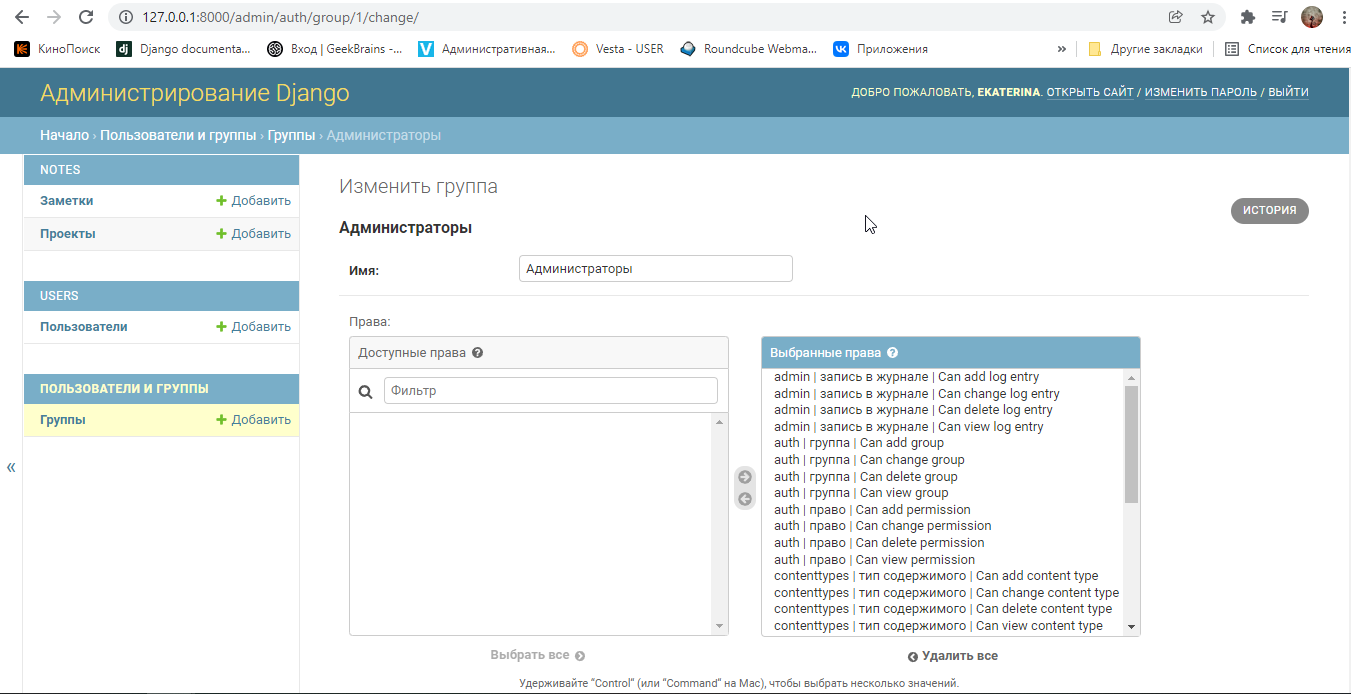 127.0.0.1:8000/admin/auth/group/1/change/
КиноПоиск dj Django documenta... Вход | GeekBrains -... V Административная... Vesta - USER Roundcube Webma... Приложения » Другие закладки Список для чтения
Администрирование Django
ДОБРО ПОЖАЛОВАТЬ, EKATERINA. ОТКРЫТЬ САЙТ / ИЗМЕНИТЬ ПАРОЛЬ / ВЫЙТИ
Начало › Пользователи и группы › Группы › Администраторы
NOTES
Заметки + Добавить
Проекты + Добавить
USERS
Пользователи + Добавить
ПОЛЬЗОВАТЕЛИ И ГРУППЫ
Группы + Добавить
«
Изменить группа
ИСТОРИЯ
Администраторы
Имя: Администраторы
Права:
Доступные права ?
Фильтр
Выбрать все
Выбранные права ?
admin | запись в журнале | Can add log entry
admin | запись в журнале | Can change log entry
admin | запись в журнале | Can delete log entry
admin | запись в журнале | Can view log entry
auth | группа | Can add group
auth | группа | Can change group
auth | группа | Can delete group
auth | группа | Can view group
auth | право | Can add permission
auth | право | Can change permission
auth | право | Can delete permission
auth | право | Can view permission
contenttypes | тип содержимого | Can add content type
contenttypes | тип содержимого | Can change content type
contenttypes | тип содержимого | Can delete content type
contenttypes | тип содержимого | Can view content type
Удалить все
Удерживайте “Control” (или “Command” на Mac), чтобы выбрать несколько значений.